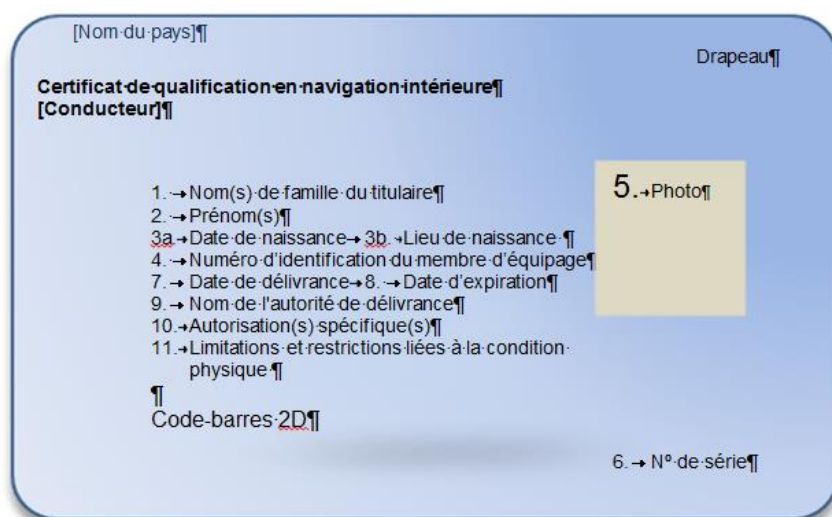 [Nom du pays]
Drapeau
Certificat de qualification en navigation intérieure
[Conducteur]
5. Photo
1. Nom(s) de famille du titulaire
2. Prénom(s)
3a. Date de naissance 3b. Lieu de naissance
4. Numéro d'identification du membre d'équipage
7. Date de délivrance 8. Date d'expiration
9. Nom de l'autorité de délivrance
10. Autorisation(s) spécifique(s)
11. Limitations et restrictions liées à la condition
physique
Code-barres 2D
6. Nº de série